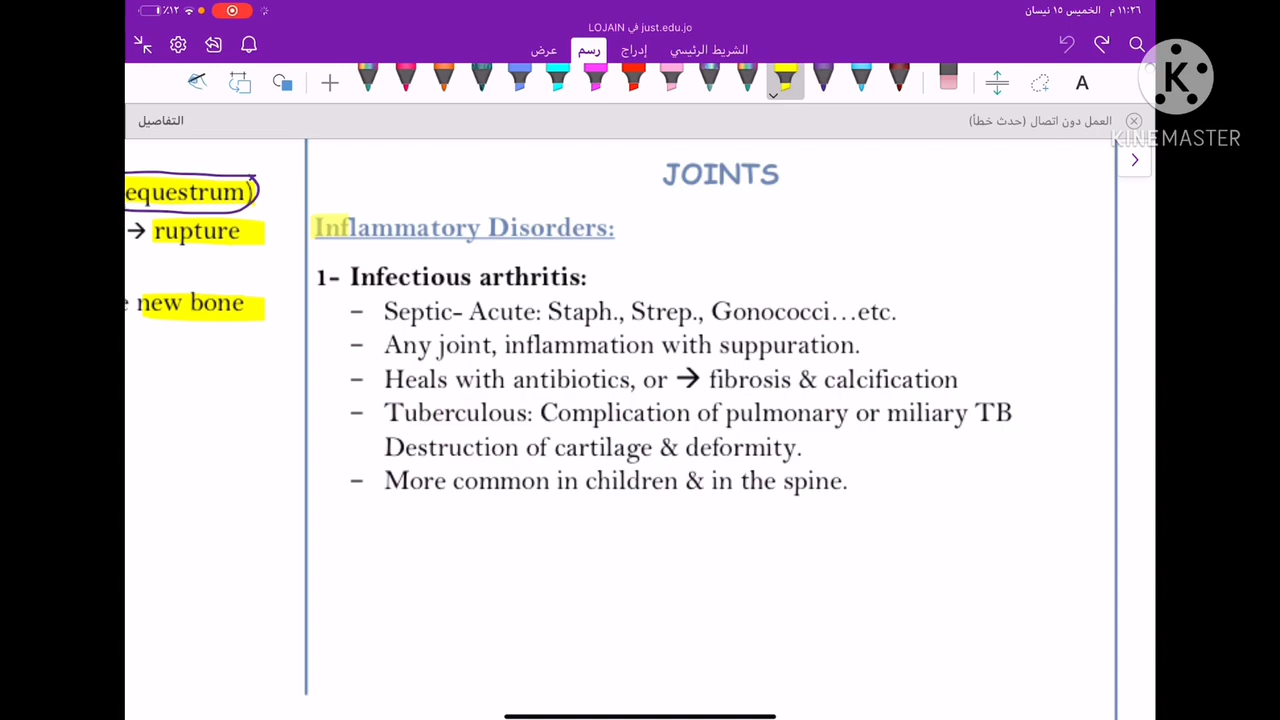 ١٢٪
الخميس ١٥ نيسان ١١:٢٦ م
LOJAIN في just.edu.jo
الشريط الرئيسي إدراج رسم عرض
A
K
KINEMASTER
العمل دون اتصال (حدث خطأ)
التفاصيل
equestrum)
→ rupture
new bone
JOINTS
Inflammatory Disorders:
1- Infectious arthritis:
– Septic- Acute: Staph., Strep., Gonococci…etc.
– Any joint, inflammation with suppuration.
– Heals with antibiotics, or → fibrosis & calcification
– Tuberculous: Complication of pulmonary or miliary TB
Destruction of cartilage & deformity.
– More common in children & in the spine.